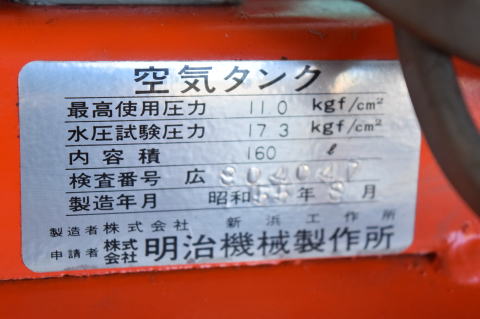 空気タンク
最高使用圧力 11.0 kgf/cm²
水圧試験圧力 17.3 kgf/cm²
内容積 160 ℓ
検査番号 広
製造年月 昭和55年8月
製造者 株式会社 新浜工作所
申請者 株式会社 明治機械製作所